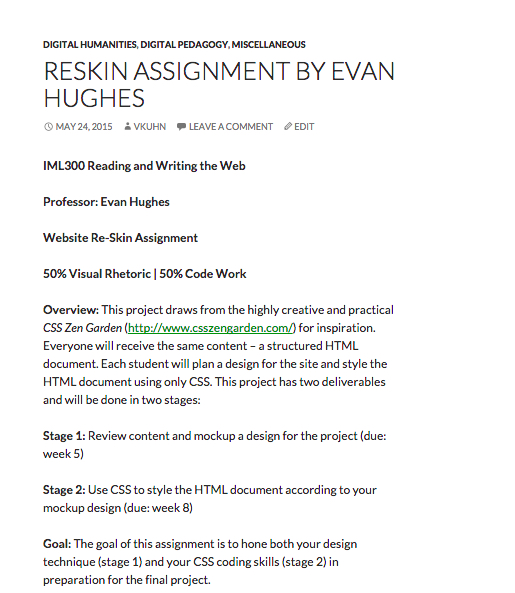 DIGITAL HUMANITIES, DIGITAL PEDAGOGY, MISCELLANEOUS
RESKIN ASSIGNMENT BY EVAN
HUGHES
MAY 24, 2015 VKUHN LEAVE A COMMENT EDIT
IML300 Reading and Writing the Web
Professor: Evan Hughes
Website Re-Skin Assignment
50% Visual Rhetoric | 50% Code Work
Overview: This project draws from the highly creative and practical
CSS Zen Garden (http://www.csszengarden.com/) for inspiration.
Everyone will receive the same content – a structured HTML
document. Each student will plan a design for the site and style the
HTML document using only CSS. This project has two deliverables
and will be done in two stages:
Stage 1: Review content and mockup a design for the project (due:
week 5)
Stage 2: Use CSS to style the HTML document according to your
mockup design (due: week 8)
Goal: The goal of this assignment is to hone both your design
technique (stage 1) and your CSS coding skills (stage 2) in
preparation for the final project.